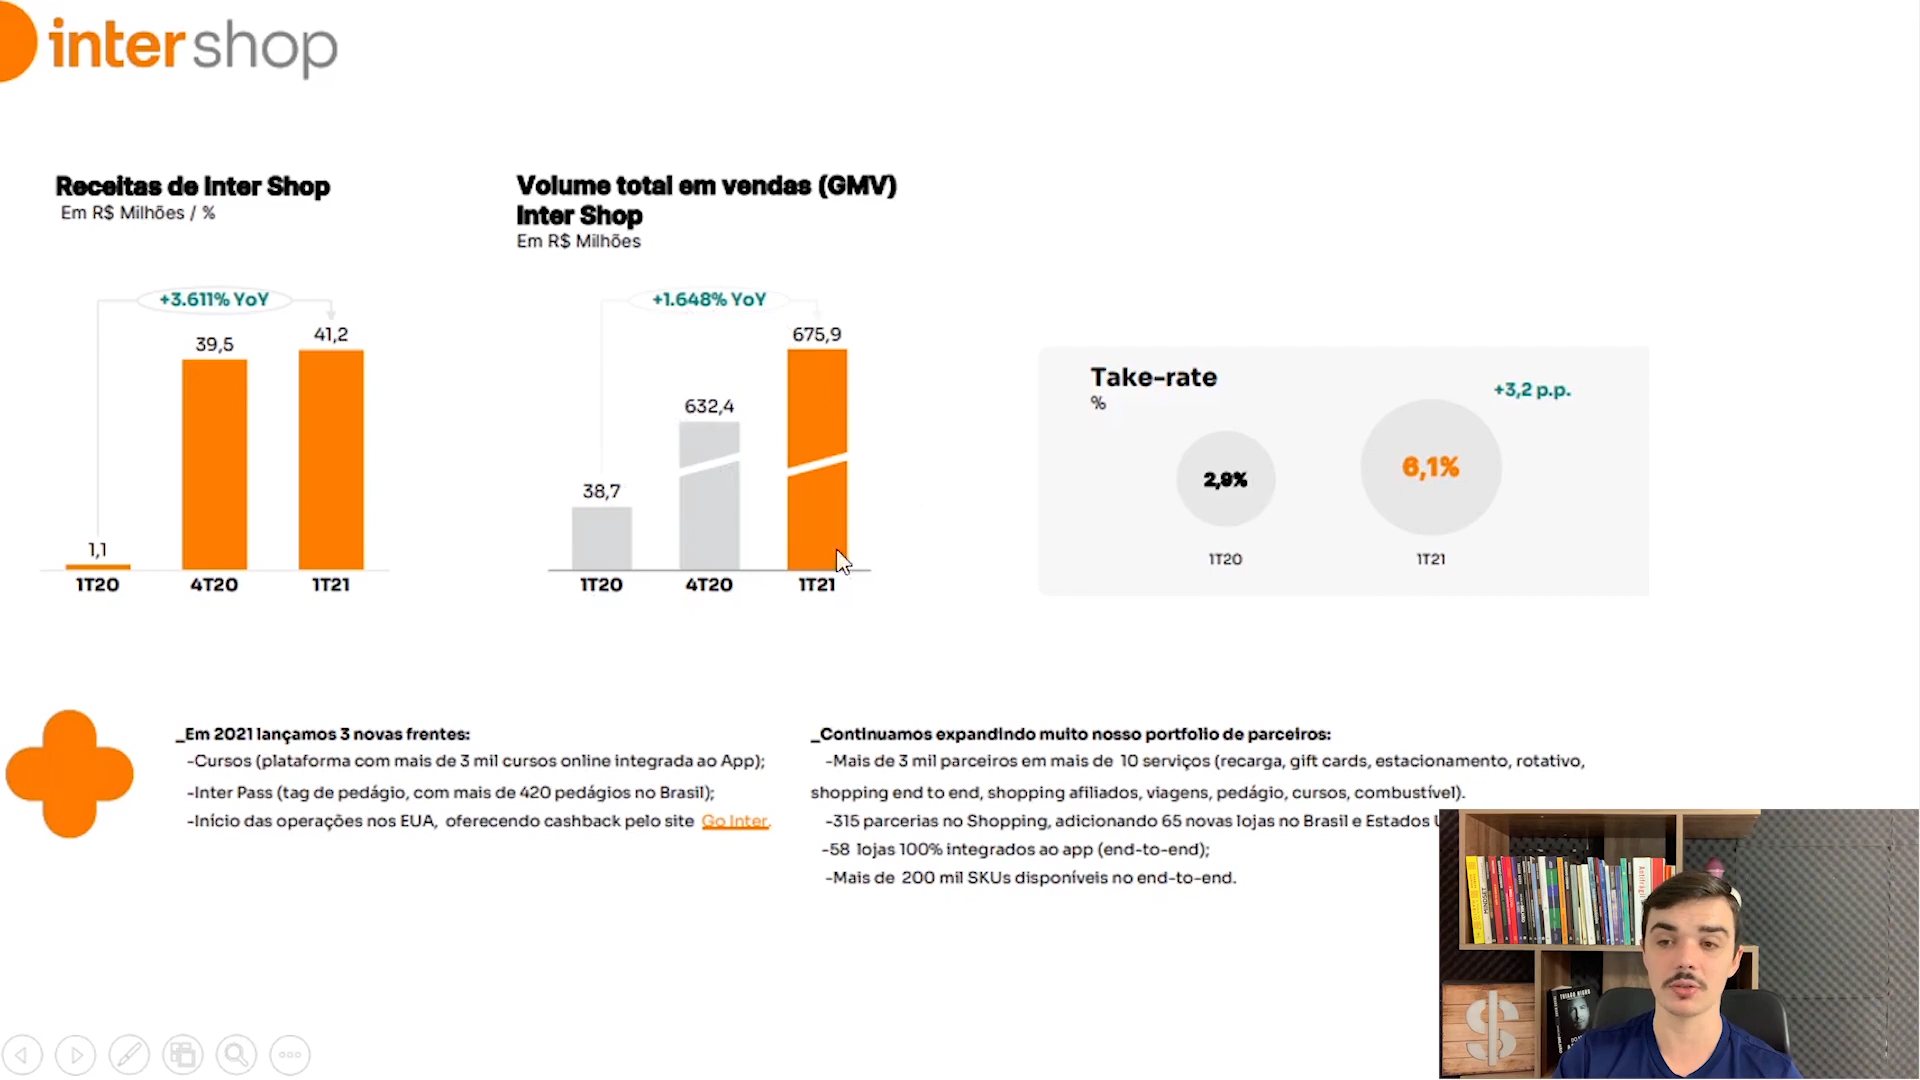 inter shop
Receitas de Inter Shop
Em R$ Milhões / %
+3.611% YoY
39,5
41,2
1,1
1T20
4T20
1T21
Volume total em vendas (GMV)
Inter Shop
Em R$ Milhões
+1.648% YoY
675,9
632,4
38,7
1T20
4T20
1T21
Take-rate
%
+3,2 p.p.
2,9%
6,1%
1T20
1T21
_Em 2021 lançamos 3 novas frentes:
-Cursos (plataforma com mais de 3 mil cursos online integrada ao App);
-Inter Pass (tag de pedágio, com mais de 420 pedágios no Brasil);
-Início das operações nos EUA, oferecendo cashback pelo site Go Inter.
_Continuamos expandindo muito nosso portfolio de parceiros:
-Mais de 3 mil parceiros em mais de 10 serviços (recarga, gift cards, estacionamento, rotativo,
shopping end to end, shopping afiliados, viagens, pedágio, cursos, combustível).
-315 parcerias no Shopping, adicionando 65 novas lojas no Brasil e Estados
-58 lojas 100% integrados ao app (end-to-end);
-Mais de 200 mil SKUs disponíveis no end-to-end.
MINDSET
Antifrágil
THIAGO NIGRO
$